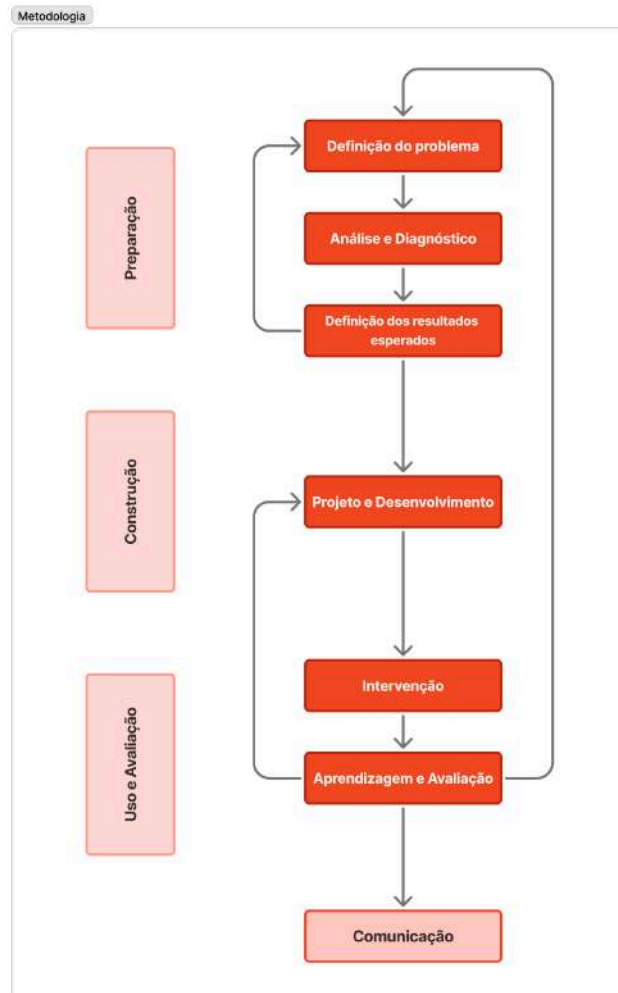 Metodologia
Preparação
Definição do problema
Análise e Diagnóstico
Definição dos resultados
esperados
Construção
Projeto e Desenvolvimento
Uso e Avaliação
Intervenção
Aprendizagem e Avaliação
Comunicação